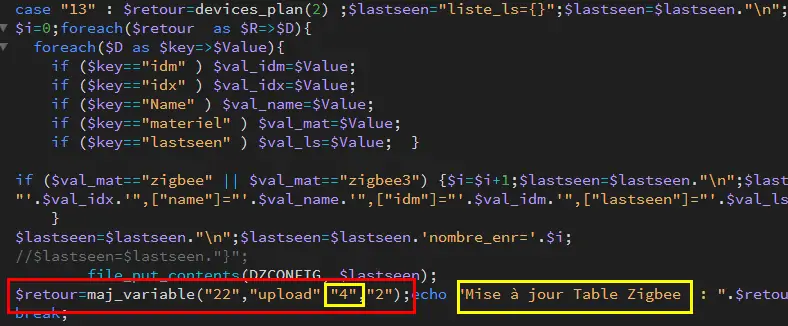 case "13" : $retour=devices_plan(2) ;$lastseen="liste_ls={}";$lastseen=$lastseen."\n";
$i=0;foreach($retour  as $R=>$D){
foreach($D as $key=>$Value){
if ($key=="idm" ) $val_idm=$Value;
if ($key=="idx" ) $val_idx=$Value;
if ($key=="Name" ) $val_name=$Value;
if ($key=="materiel" ) $val_mat=$Value;
if ($key=="lastseen" ) $val_ls=$Value;  }
if ($val_mat=="zigbee" || $val_mat=="zigbee3") {$i=$i+1;$lastseen=$lastseen."\n";$last
"'.$val_idx.'",["name"]="'.$val_name.'",["idm"]="'.$val_idm.'",["lastseen"]="'.$val_ls
}
$lastseen=$lastseen."\n";$lastseen=$lastseen.'nombre_enr='.$i;
//$lastseen=$lastseen."}";
file_put_contents(DZCONFIG, $lastseen);
$retour=maj_variable("22","upload","4","2");echo "Mise à jour Table Zigbee : ".$reto
break;